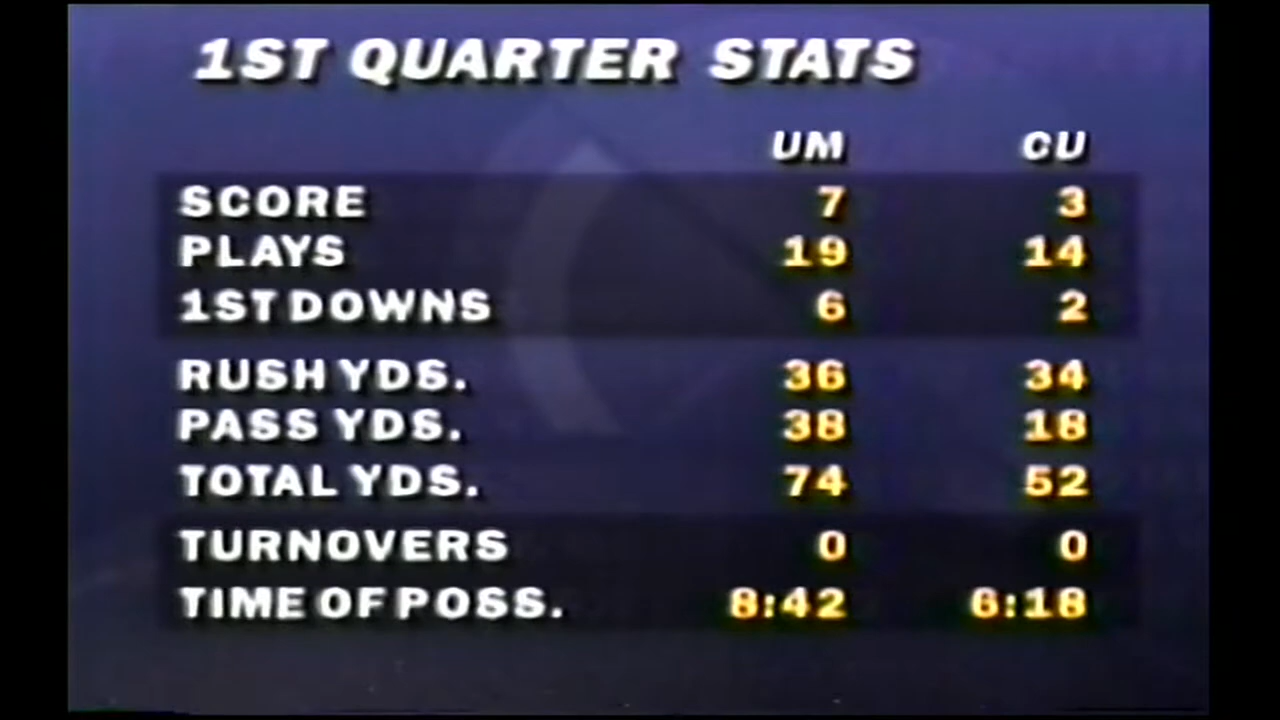 1ST QUARTER STATS
UM CU
SCORE 7 3
PLAYS 19 14
1ST DOWNS 6 2
RUSH YDS. 36 34
PASS YDS. 38 18
TOTAL YDS. 74 52
TURNOVERS 0 0
TIME OF POSS. 8:42 6:18